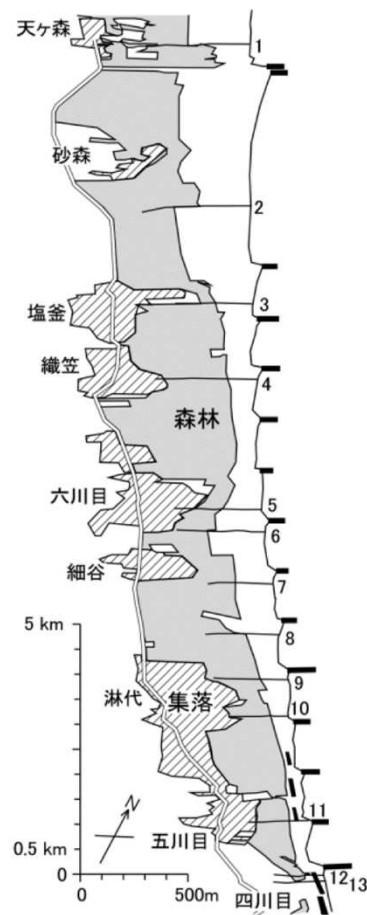 天ヶ森
1
砂森
2
塩釜
3
織笠
4
森林
六川目
5
6
細谷
7
5 km
8
9
淋代
集落
10
N
五川目
11
0.5 km
0
12
13
0
500m
四川目